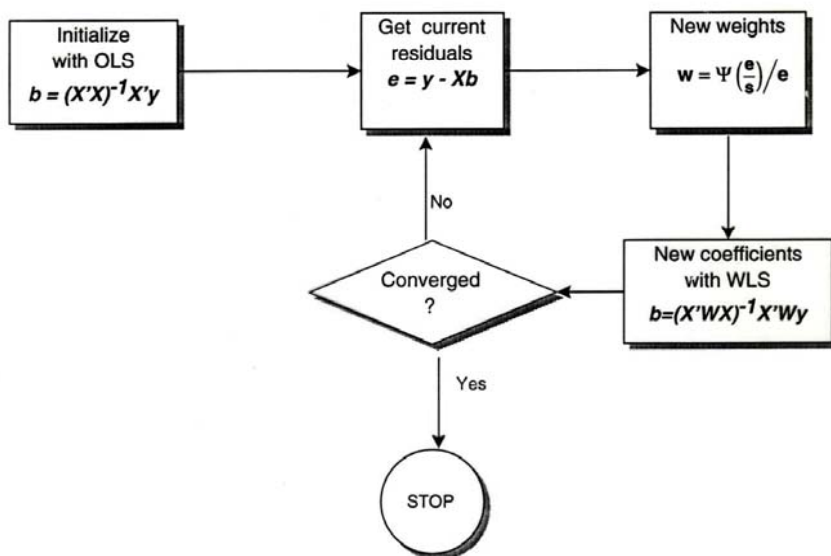 Initialize
with OLS
b = (X'X)⁻¹X'y
Get current
residuals
e = y - Xb
New weights
w = Ψ(e/s)/e
New coefficients
with WLS
b=(X'WX)⁻¹X'Wy
Converged
?
No
Yes
STOP